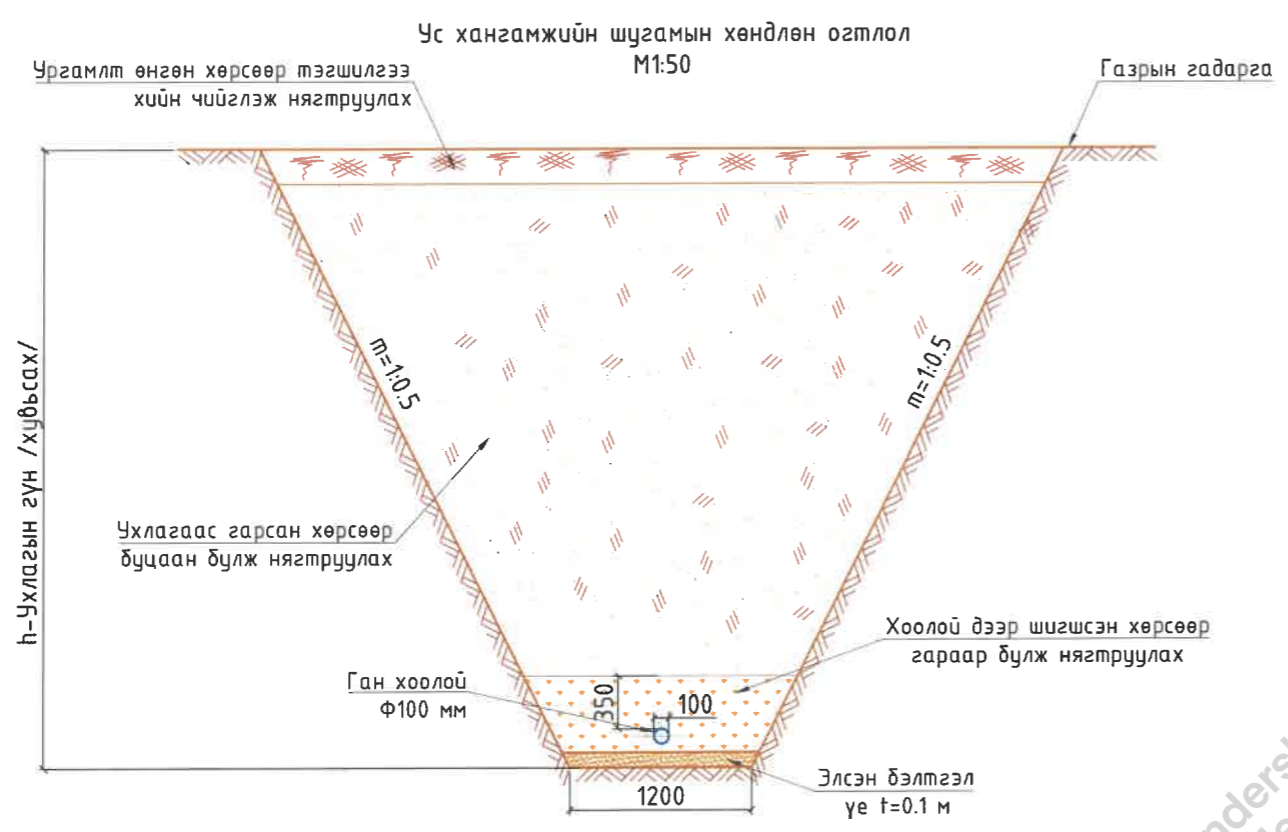 Ус хангамжийн шугамын хөндлөн огтлол
М1:50
Ургамлт өнгөн хөрсөөр тэгшилгээ
хийн чийглэж нягтруулах
Газрын гадарга
h-Ухлагын гүн /хувьсах/
m=1:0.5
m=1:0.5
Ухлагаас гарсан хөрсөөр
буцаан булж нягтруулах
Хоолой дээр шигшсэн хөрсөөр
гараар булж нягтруулах
Ган хоолой
Ф100 мм
350
100
1200
Элсэн бэлтгэл
үе t=0.1 м